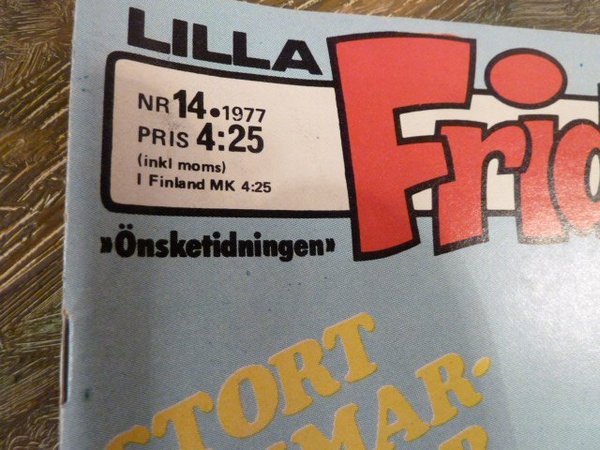 LILLA
NR 14•1977
PRIS 4:25
(inkl moms)
I Finland MK 4:25
»Önsketidningen»
STORT